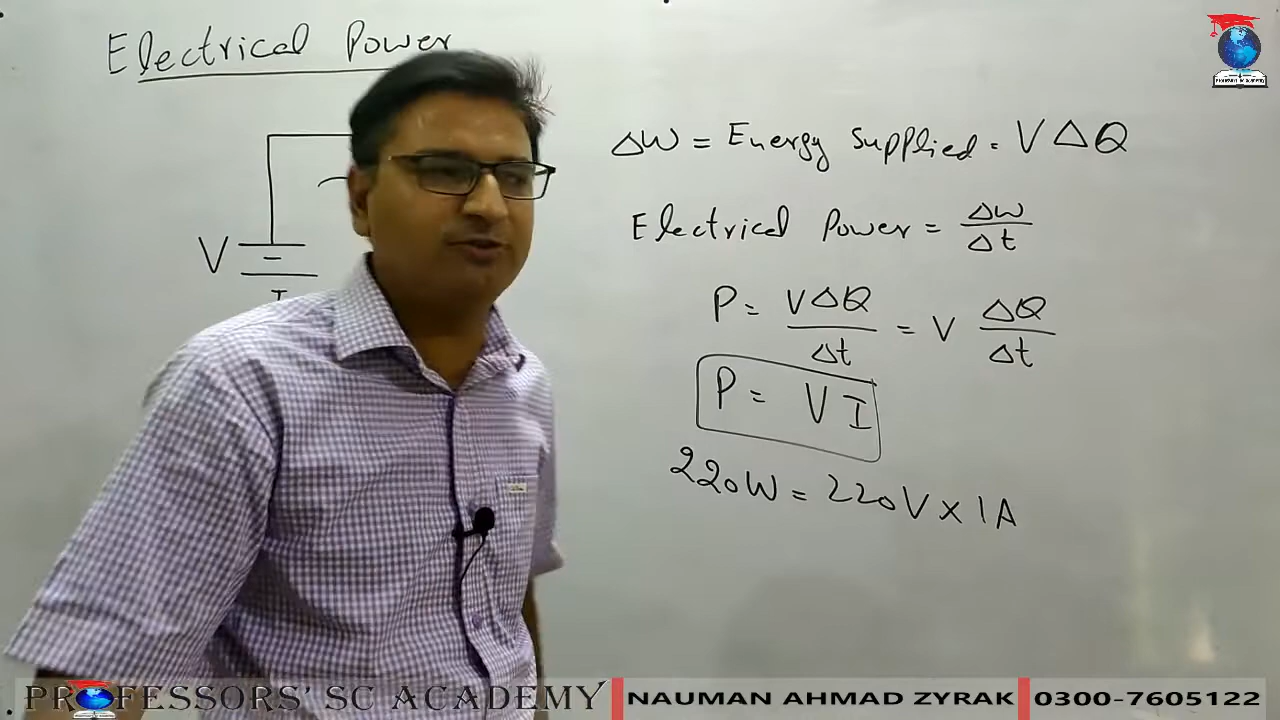 Electrical Power
ΔW = Energy Supplied = VΔQ
Electrical Power = ΔW/Δt
P = VΔQ/Δt = V ΔQ/Δt
P = VI
220W = 220V × 1A
V
I
PROFESSORS' SC ACADEMY
NAUMAN AHMAD ZYRAK
0300-7605122